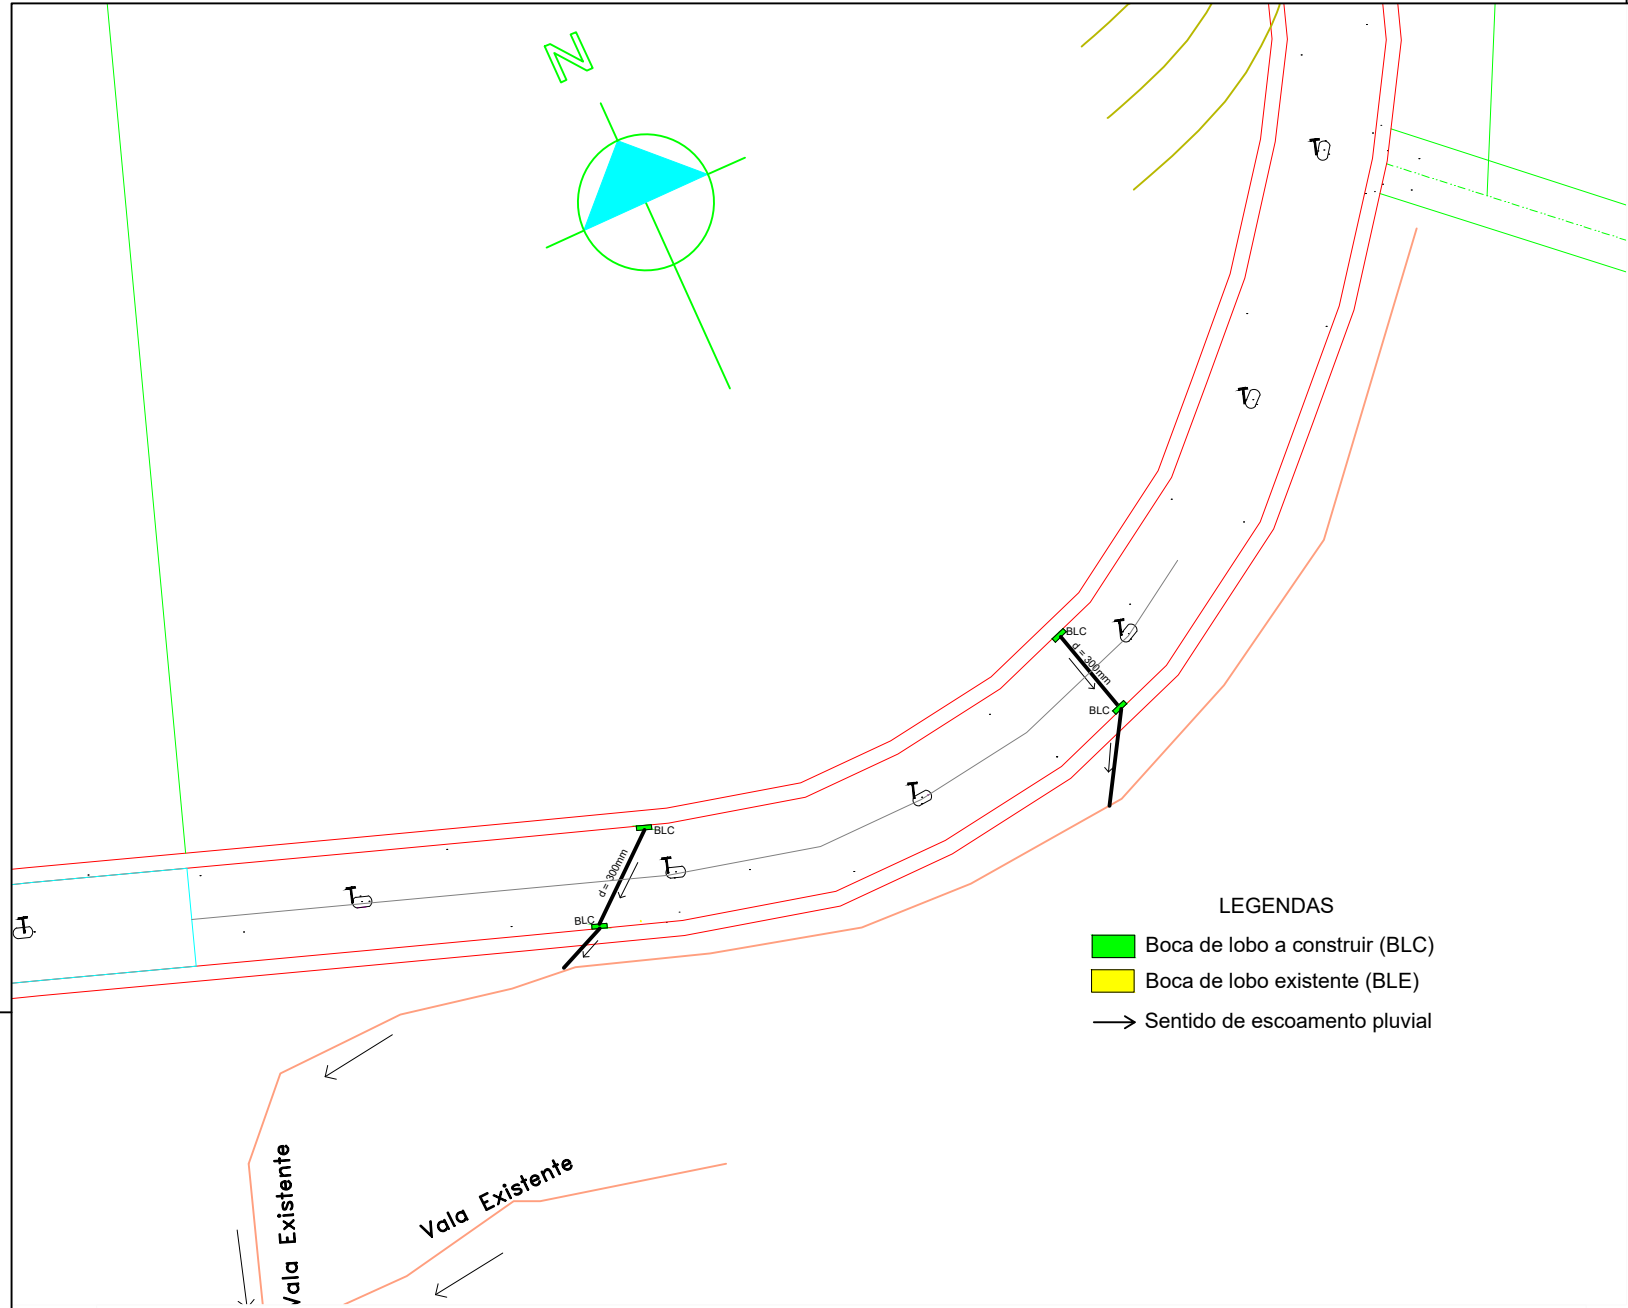 N
T
T
BLC
T
d = 300mm
BLC
T
BLC
d = 300mm
T
T
BLC
T
LEGENDAS
Boca de lobo a construir (BLC)
Boca de lobo existente (BLE)
Sentido de escoamento pluvial
Vala Existente
Vala Existente